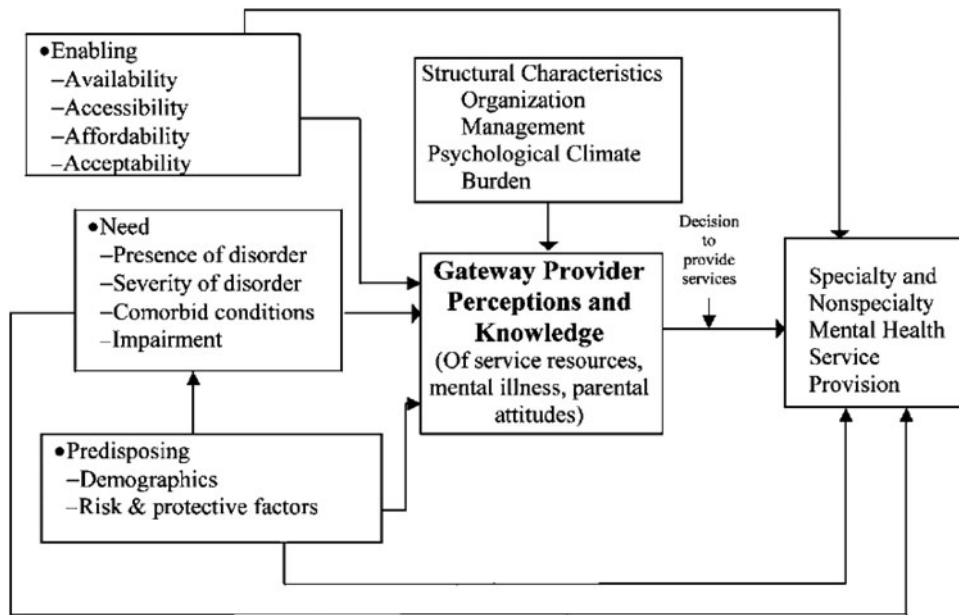 •Enabling
–Availability
–Accessibility
–Affordability
–Acceptability
Structural Characteristics
Organization
Management
Psychological Climate
Burden
•Need
–Presence of disorder
–Severity of disorder
–Comorbid conditions
–Impairment
Gateway Provider
Perceptions and
Knowledge
(Of service resources,
mental illness, parental
attitudes)
Decision
to
provide
services
Specialty and
Nonspecialty
Mental Health
Service
Provision
•Predisposing
–Demographics
–Risk & protective factors